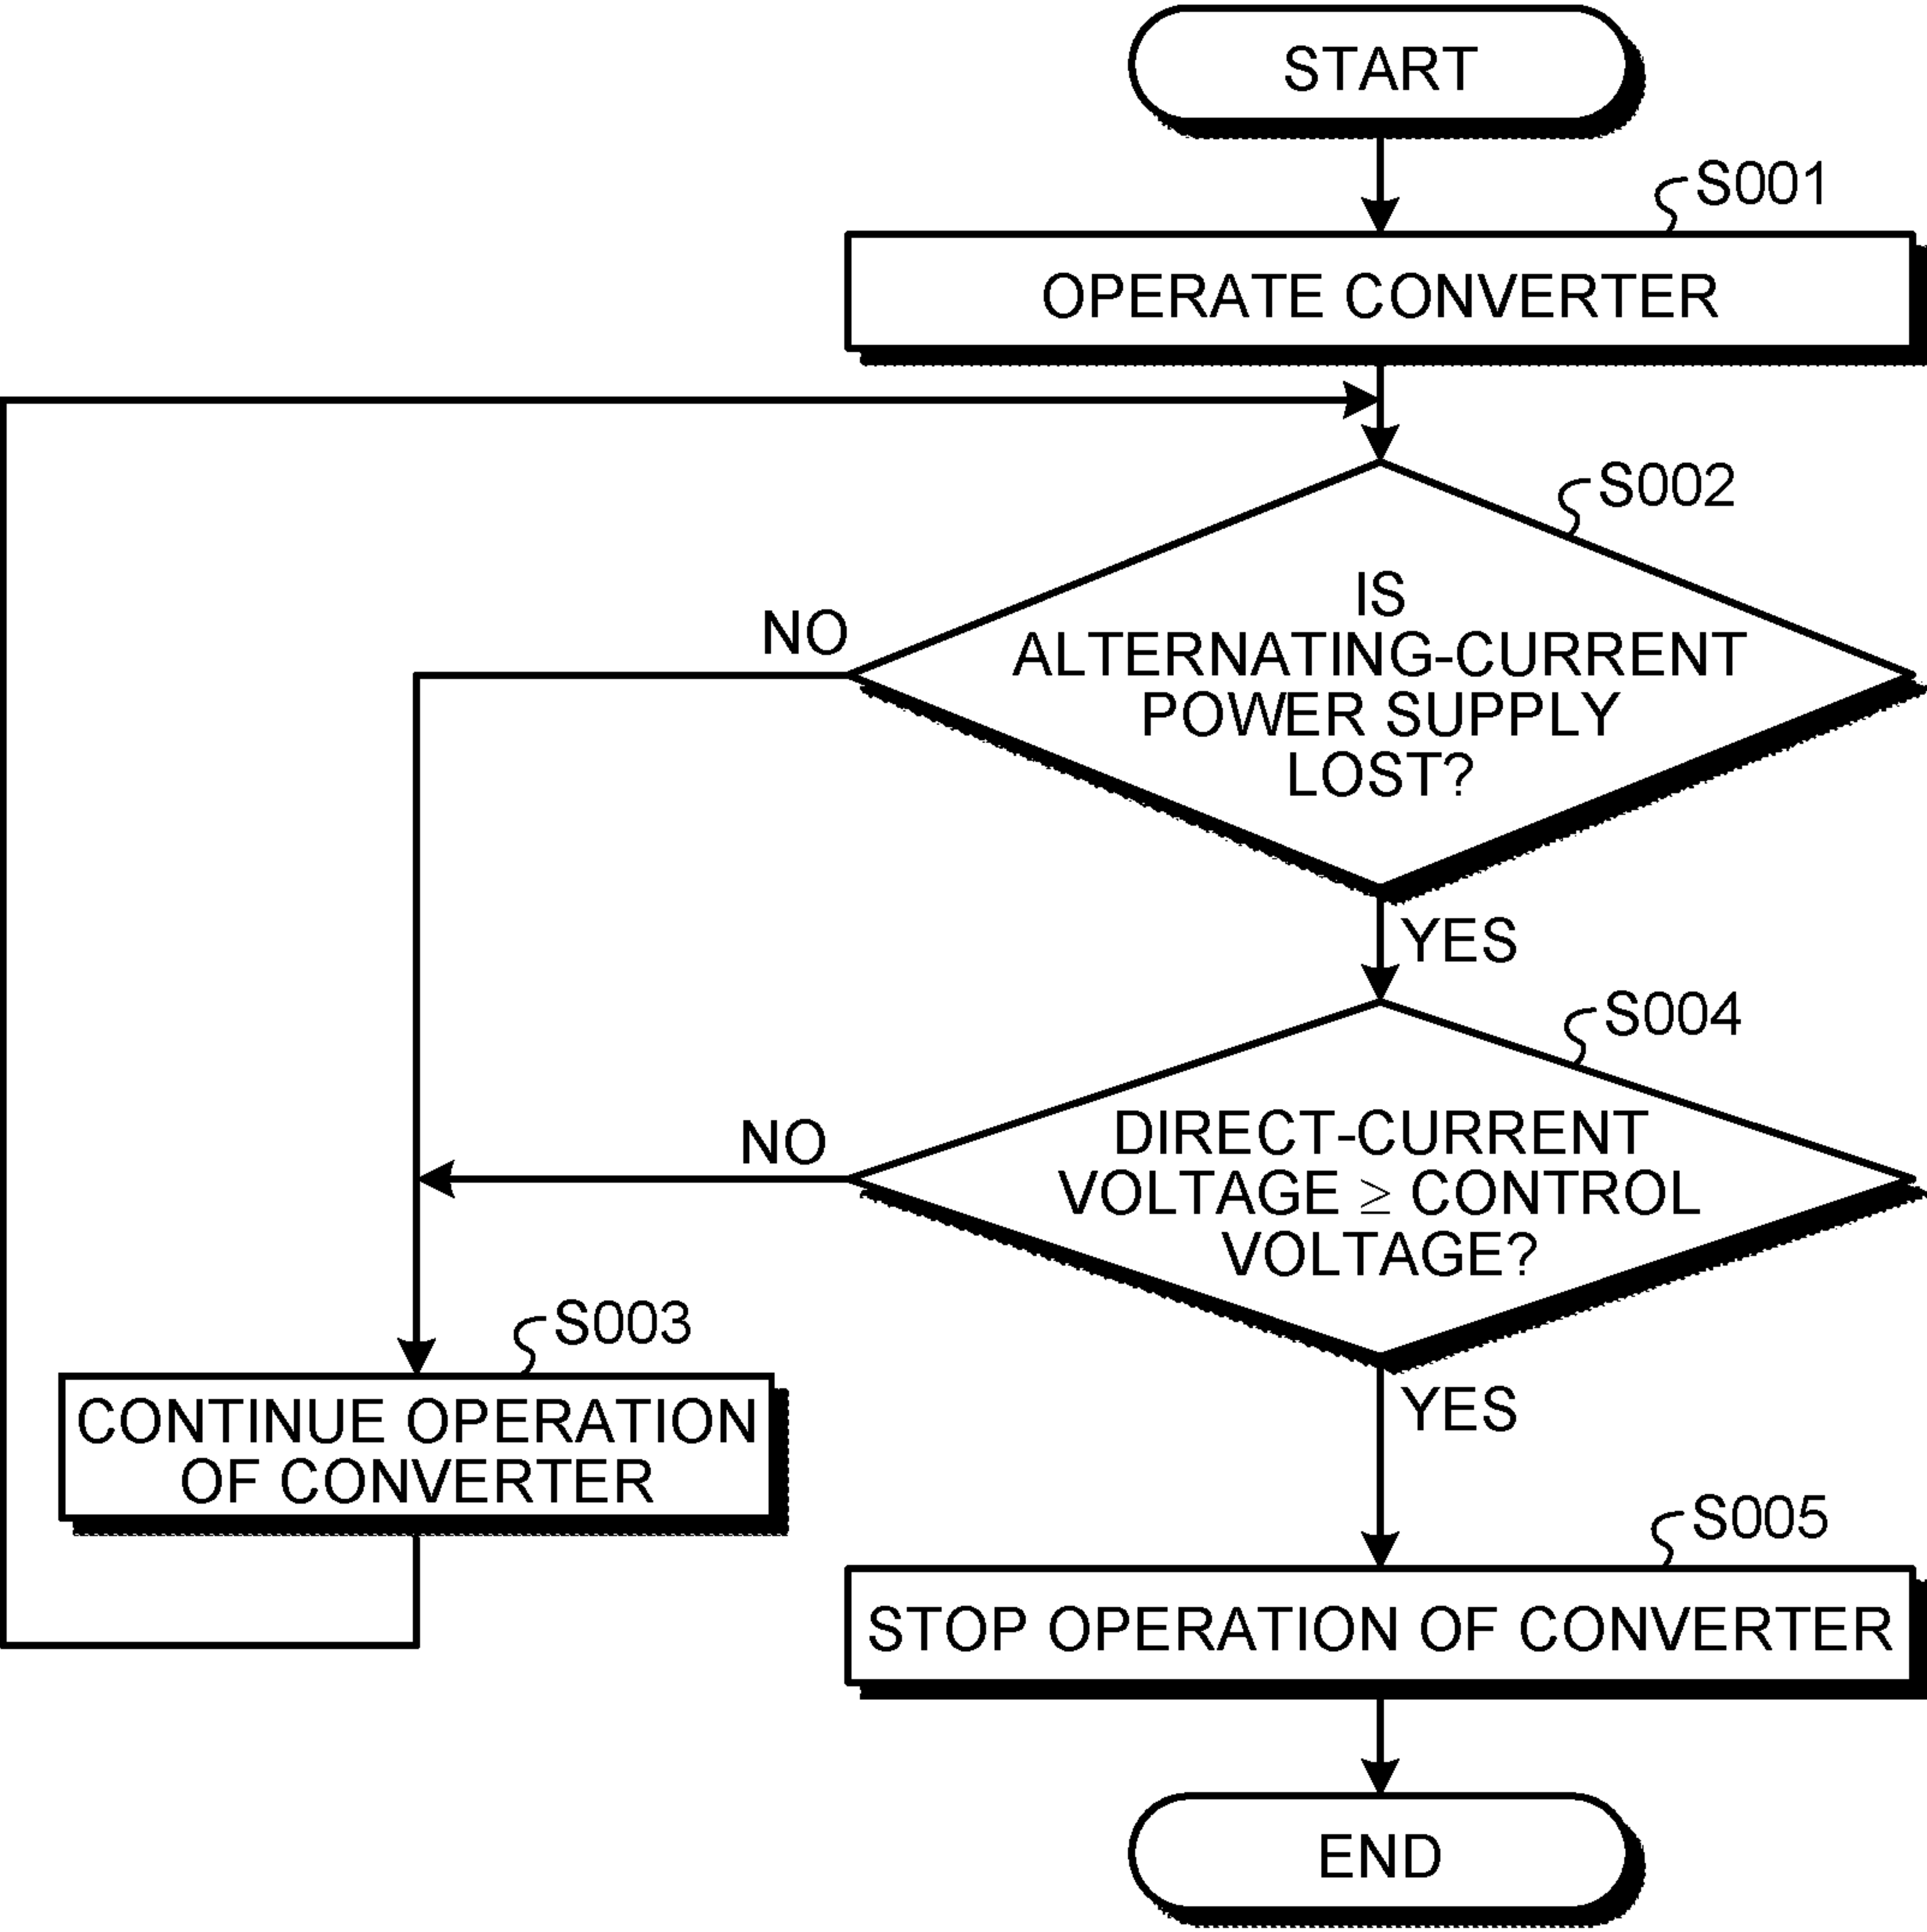 START
S001
OPERATE CONVERTER
S002
IS
ALTERNATING-CURRENT
POWER SUPPLY
LOST?
NO
YES
S004
DIRECT-CURRENT
VOLTAGE ≥ CONTROL
VOLTAGE?
NO
YES
S003
CONTINUE OPERATION
OF CONVERTER
S005
STOP OPERATION OF CONVERTER
END